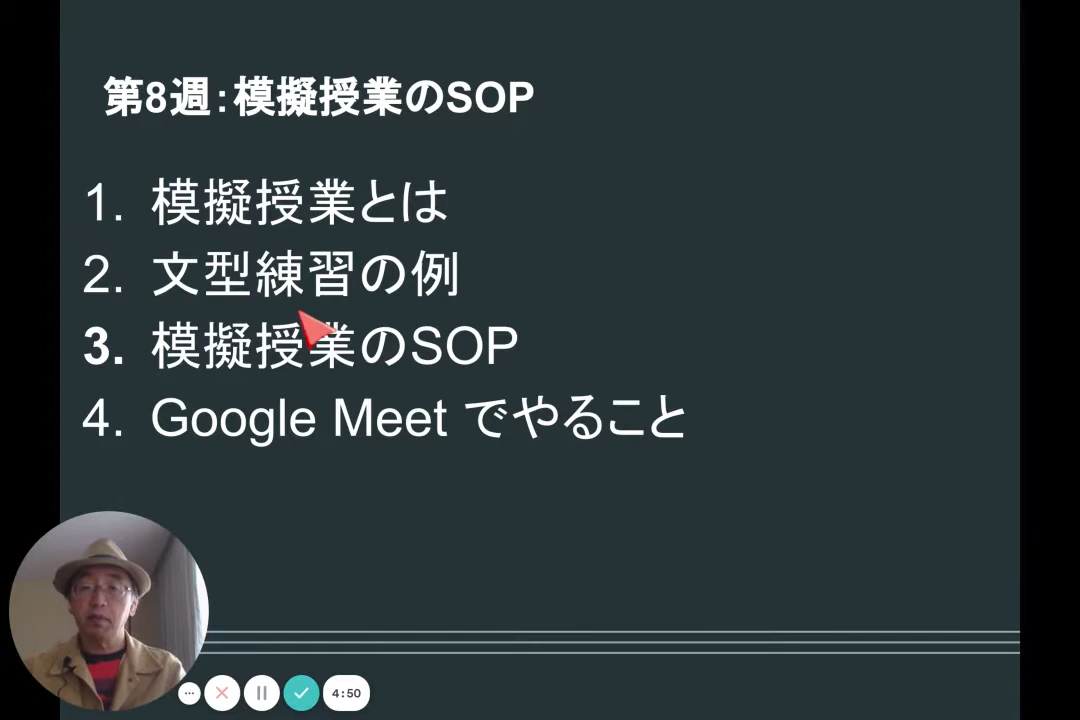 第8週：模擬授業のSOP
1. 模擬授業とは
2. 文型練習の例
3. 模擬授業のSOP
4. Google Meet でやること
4:50